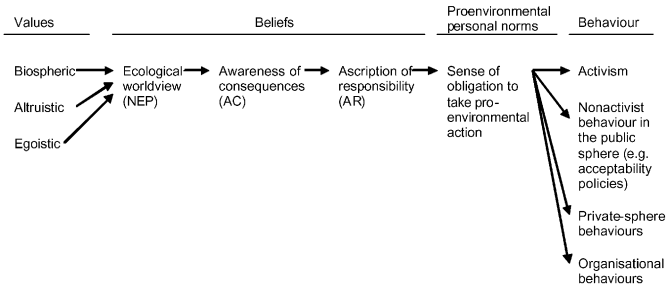 Values
Beliefs
Proenvironmental
personal norms
Behaviour
Biospheric
Altruistic
Egoistic
Ecological
worldview
(NEP)
Awareness of
consequences
(AC)
Ascription of
responsibility
(AR)
Sense of
obligation to
take pro-
environmental
action
Activism
Nonactivist
behaviour in
the public
sphere (e.g.
acceptability
policies)
Private-sphere
behaviours
Organisational
behaviours